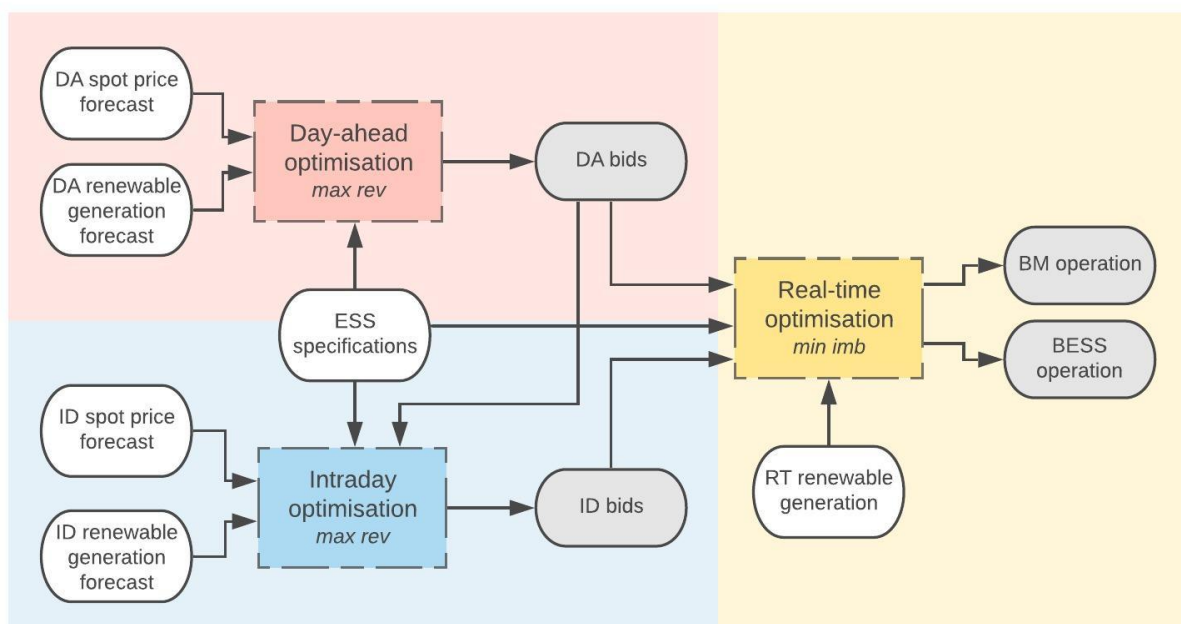 DA spot price
forecast
DA renewable
generation
forecast
Day-ahead
optimisation
max rev
DA bids
ESS
specifications
ID spot price
forecast
ID renewable
generation
forecast
Intraday
optimisation
max rev
ID bids
Real-time
optimisation
min imb
RT renewable
generation
BM operation
BESS
operation